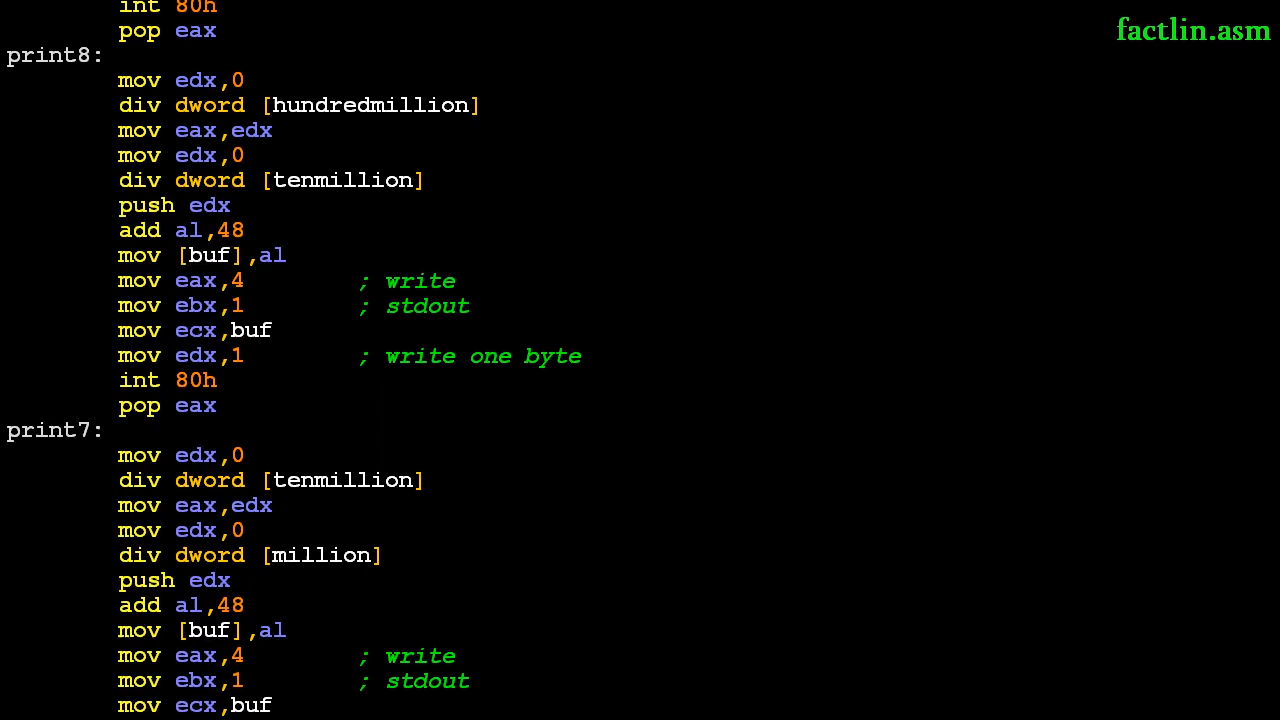 int 80h
factlin.asm
pop eax
print8:
mov edx,0
div dword [hundredmillion]
mov eax,edx
mov edx,0
div dword [tenmillion]
push edx
add al,48
mov [buf],al
mov eax,4 ; write
mov ebx,1 ; stdout
mov ecx,buf
mov edx,1 ; write one byte
int 80h
pop eax
print7:
mov edx,0
div dword [tenmillion]
mov eax,edx
mov edx,0
div dword [million]
push edx
add al,48
mov [buf],al
mov eax,4 ; write
mov ebx,1 ; stdout
mov ecx,buf